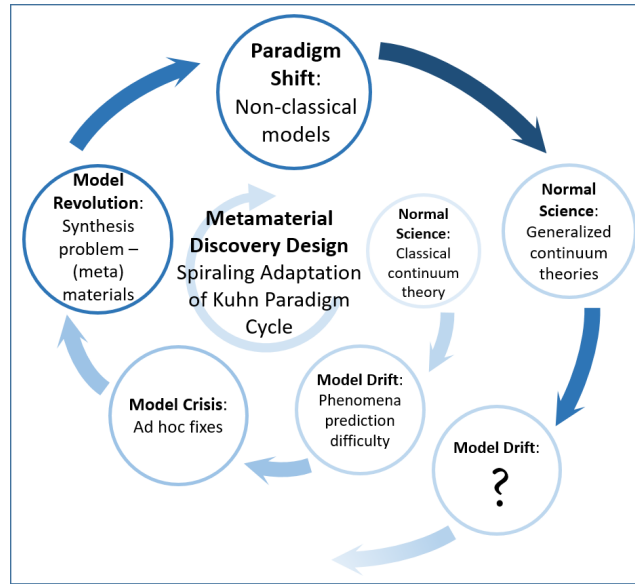 Paradigm
Shift:
Non-classical
models
Model
Revolution:
Synthesis
problem –
(meta)
materials
Metamaterial
Discovery Design
Spiraling Adaptation
of Kuhn Paradigm
Cycle
Normal
Science:
Classical
continuum
theory
Normal
Science:
Generalized
continuum
theories
Model Drift:
Phenomena
prediction
difficulty
Model Crisis:
Ad hoc fixes
Model Drift:
?